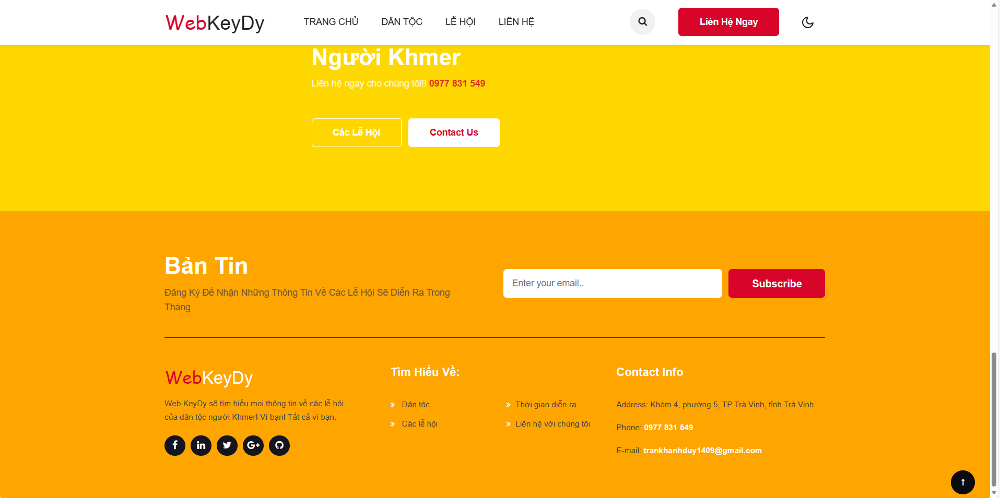 WebKeyDy
TRANG CHỦ
DÂN TỘC
LỄ HỘI
LIÊN HỆ
Liên Hệ Ngay
Người Khmer
Liên hệ ngay cho chúng tôi!! 0977 831 549
Các Lễ Hội
Contact Us
Bản Tin
Đăng Ký Để Nhận Những Thông Tin Về Các Lễ Hội Sẽ Diễn Ra Trong
Tháng
Enter your email..
Subscribe
WebKeyDy
Web KeyDy sẽ tìm hiểu mọi thông tin về các lễ hội
của dân tộc người Khmer! Vì bạn! Tất cả vì bạn.
Tìm Hiểu Về:
Dân tộc
Các lễ hội
Thời gian diễn ra
Liên hệ với chúng tôi
Contact Info
Address: Khóm 4, phường 5, TP Trà Vinh, tỉnh Trà Vinh
Phone: 0977 831 549
E-mail: trankhanhduy1409@gmail.com